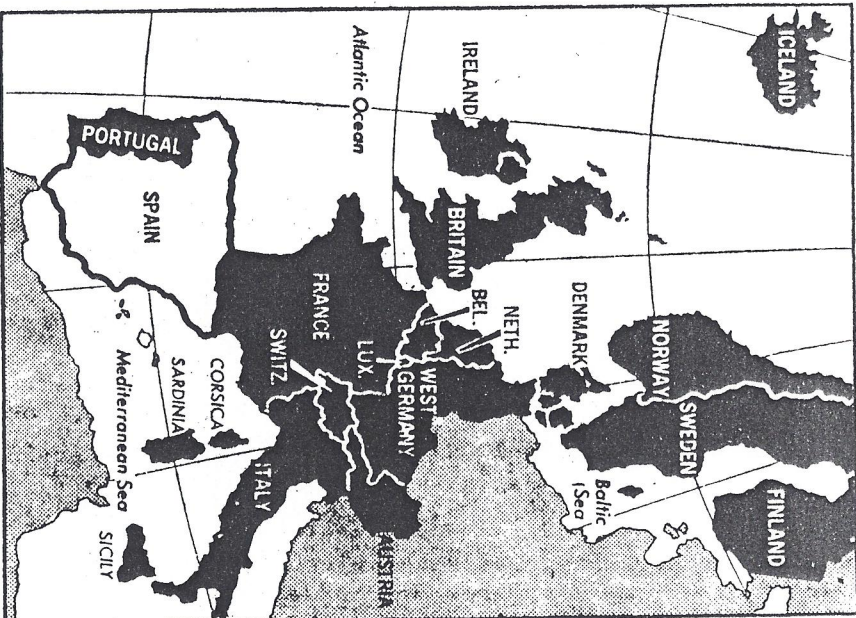 ICELAND
NORWAY
SWEDEN
FINLAND
IRELAND
BRITAIN
DENMARK
Baltic
Sea
NETH.
BEL.
WEST
GERMANY
LUX.
Atlantic Ocean
FRANCE
SWITZ.
AUSTRIA
PORTUGAL
SPAIN
ITALY
CORSICA
SARDINIA
Mediterranean Sea
SICILY